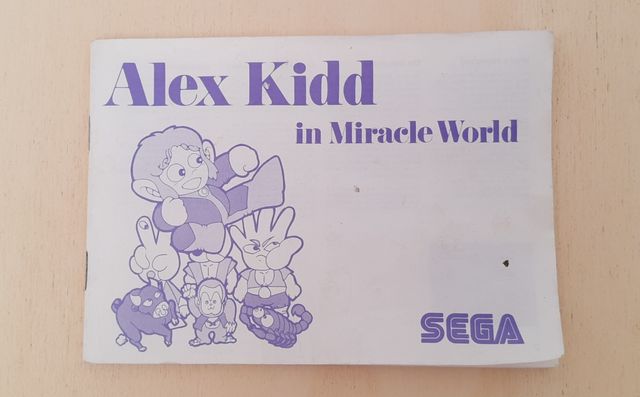 Alex Kidd
in Miracle World
SEGA